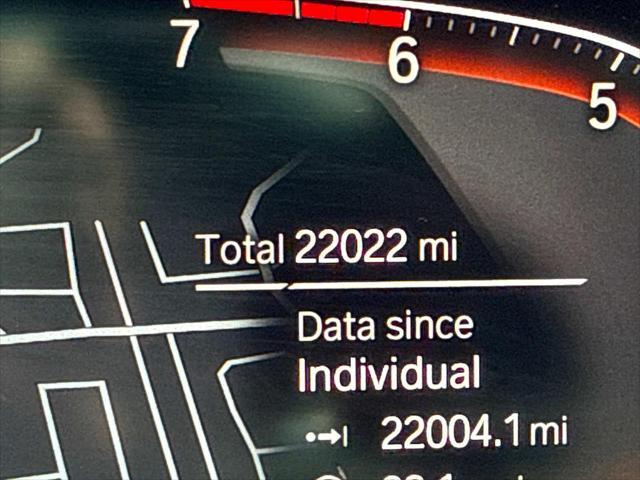 7
6
5
Total 22022 mi
Data since
Individual
22004.1 mi